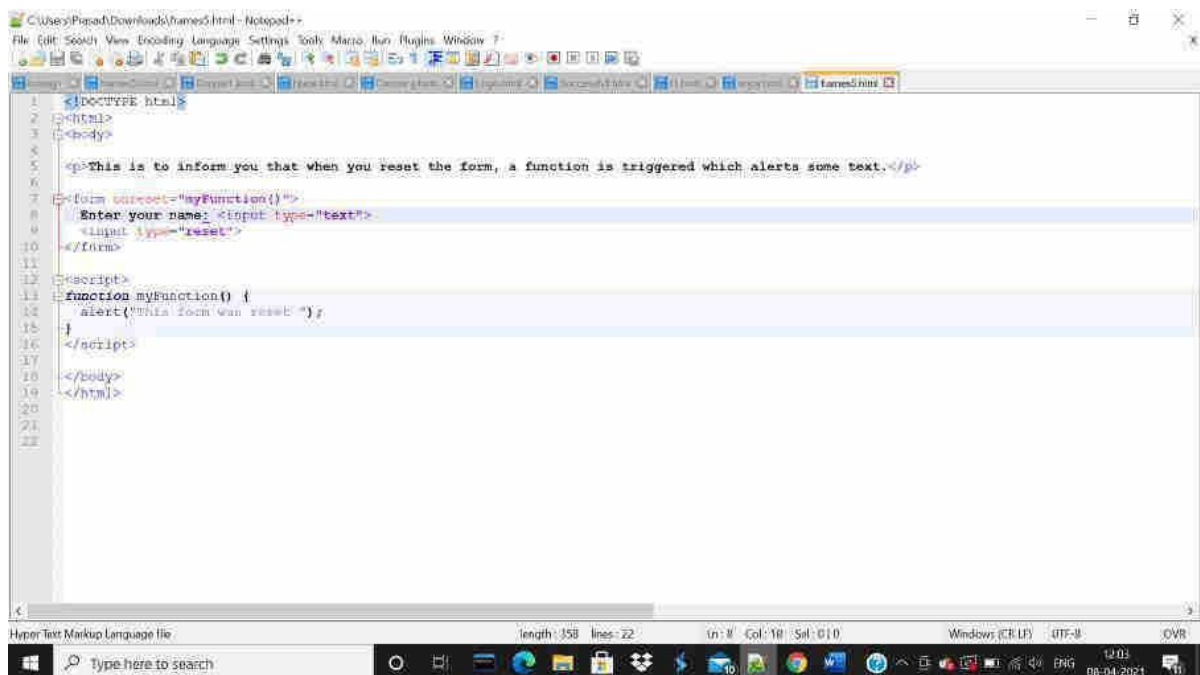 C:\Users\Prasad\Downloads\frames5.html - Notepad++
File Edit Search View Encoding Language Settings Tools Macro Run Plugins Window ?
frames5.html
1 <!DOCTYPE html>
2 <html>
3 <body>
4
5 <p>This is to inform you that when you reset the form, a function is triggered which alerts some text.</p>
6
7 <form onreset="myFunction()">
8 Enter your name: <input type="text">
9 <input type="reset">
10 </form>
11
12 <script>
13 function myFunction() {
14 alert("This form was reset ");
15 }
16 </script>
17
18 </body>
19 </html>
20
21
22
Hyper Text Markup Language file length : 358 lines : 22 Ln : 8 Col : 18 Sel : 0 | 0 Windows (CR LF) UTF-8 OVR
Type here to search 10 ENG 12:03
08-04-2021